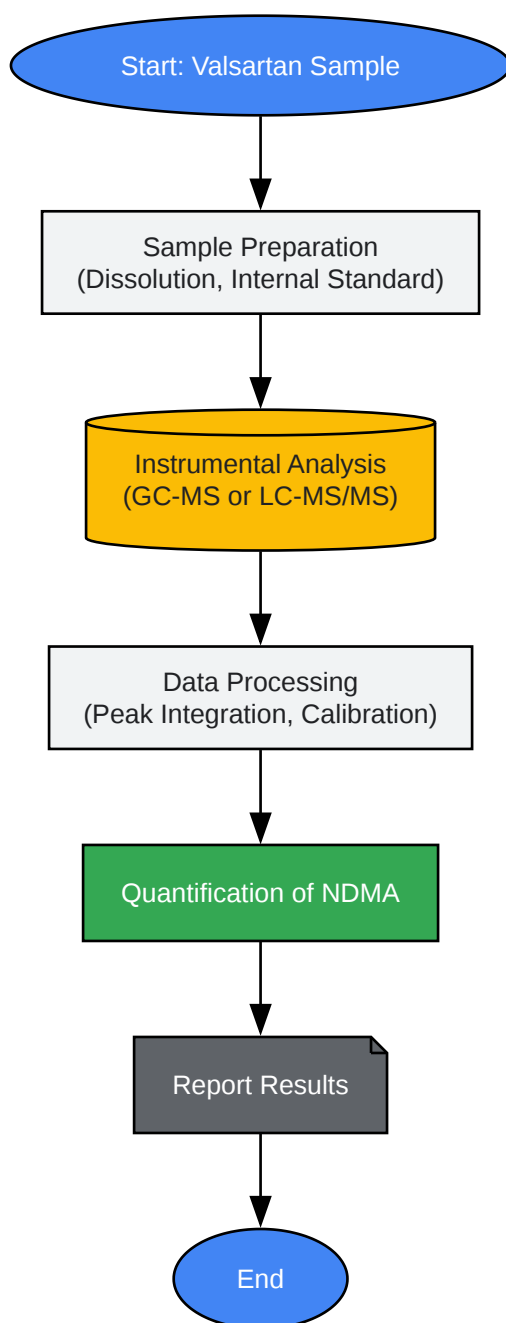 Start: Valsartan Sample
Sample Preparation
(Dissolution, Internal Standard)
Instrumental Analysis
(GC-MS or LC-MS/MS)
Data Processing
(Peak Integration, Calibration)
Quantification of NDMA
Report Results
End